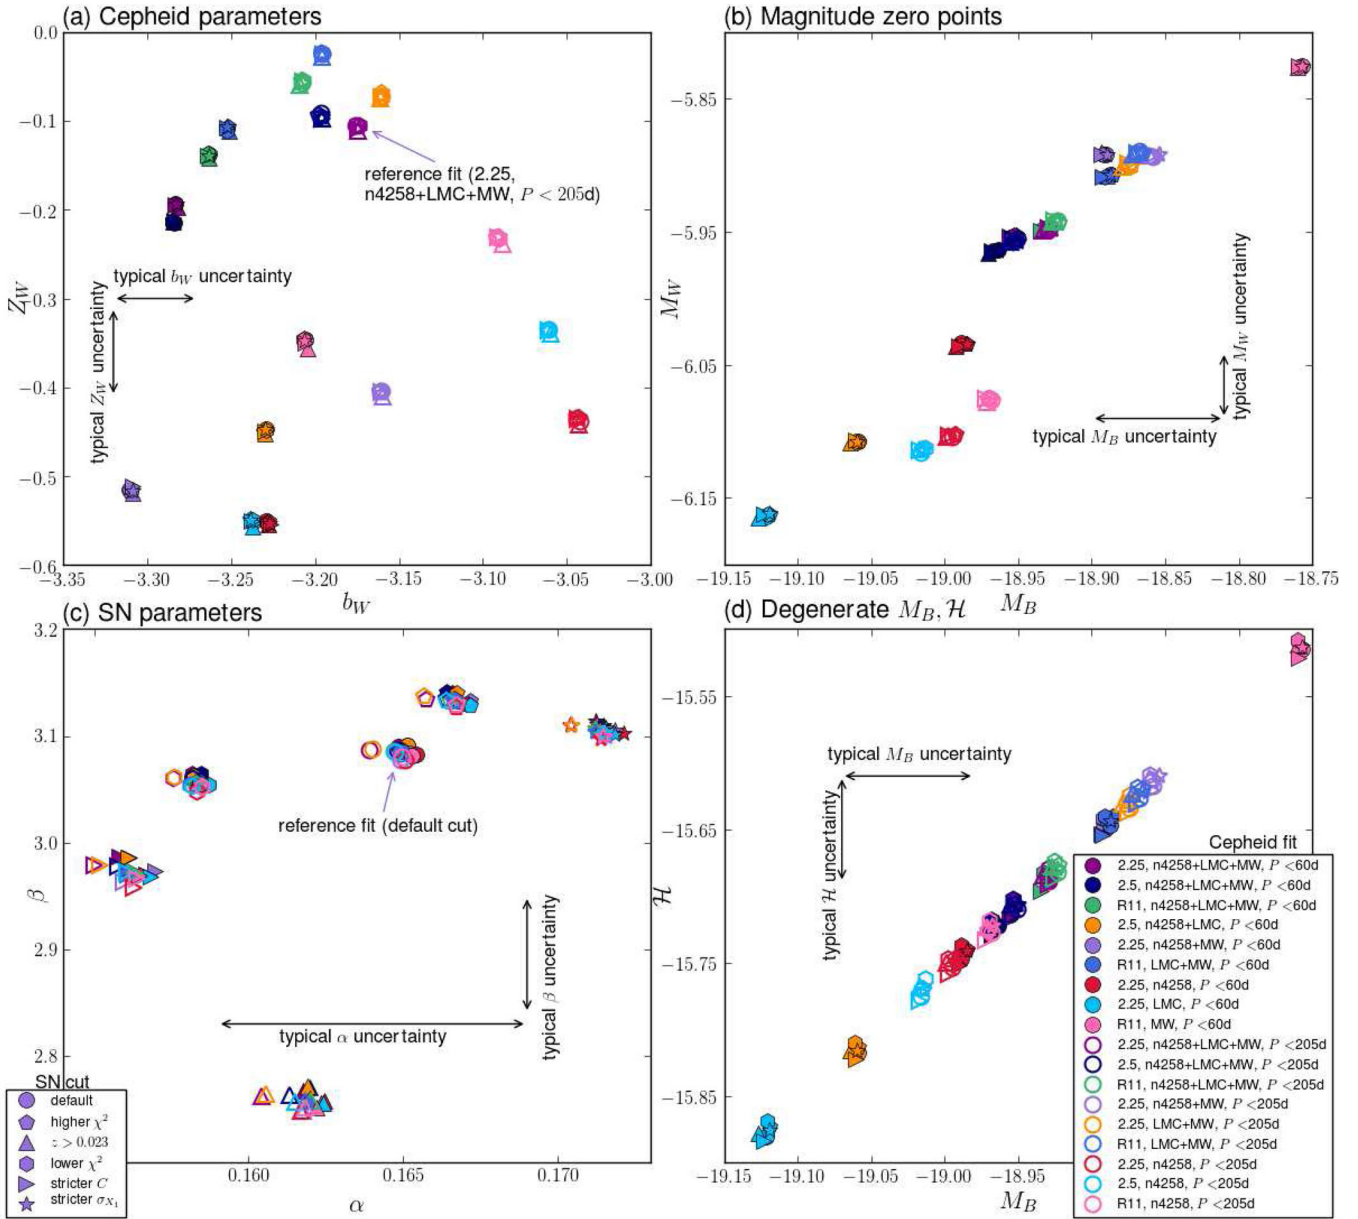 (a) Cepheid parameters
0.0
−0.1
−0.2
−0.3
−0.4
−0.5
−0.6
Z_W
reference fit (2.25,
n4258+LMC+MW, P < 205d)
typical b_W uncertainty
typical Z_W uncertainty
−3.35 −3.30 −3.25 −3.20 −3.15 −3.10 −3.05 −3.00
b_W
(b) Magnitude zero points
−5.85
−5.95
−6.05
−6.15
M_W
typical M_W uncertainty
typical M_B uncertainty
−19.15 −19.10 −19.05 −19.00 −18.95 −18.90 −18.85 −18.80 −18.75
M_B
(c) SN parameters
3.2
3.1
3.0
2.9
2.8
β
reference fit (default cut)
typical β uncertainty
typical α uncertainty
0.160 0.165 0.170
α
SN cut
default
higher χ²
z > 0.023
lower χ²
stricter C
stricter σ_{X_1}
(d) Degenerate M_B, ℋ
−15.55
−15.65
−15.75
−15.85
ℋ
typical M_B uncertainty
typical ℋ uncertainty
−19.15 −19.10 −19.05 −19.00 −18.95
M_B
Cepheid fit
2.25, n4258+LMC+MW, P <60d
2.5, n4258+LMC+MW, P <60d
R11, n4258+LMC+MW, P <60d
2.5, n4258+LMC, P <60d
2.25, n4258+MW, P <60d
R11, LMC+MW, P <60d
2.25, n4258, P <60d
2.25, LMC, P <60d
R11, MW, P <60d
2.25, n4258+LMC+MW, P <205d
2.5, n4258+LMC+MW, P <205d
R11, n4258+LMC+MW, P <205d
2.25, n4258+MW, P <205d
2.25, LMC+MW, P <205d
R11, LMC+MW, P <205d
2.25, n4258, P <205d
2.5, n4258, P <205d
R11, n4258, P <205d